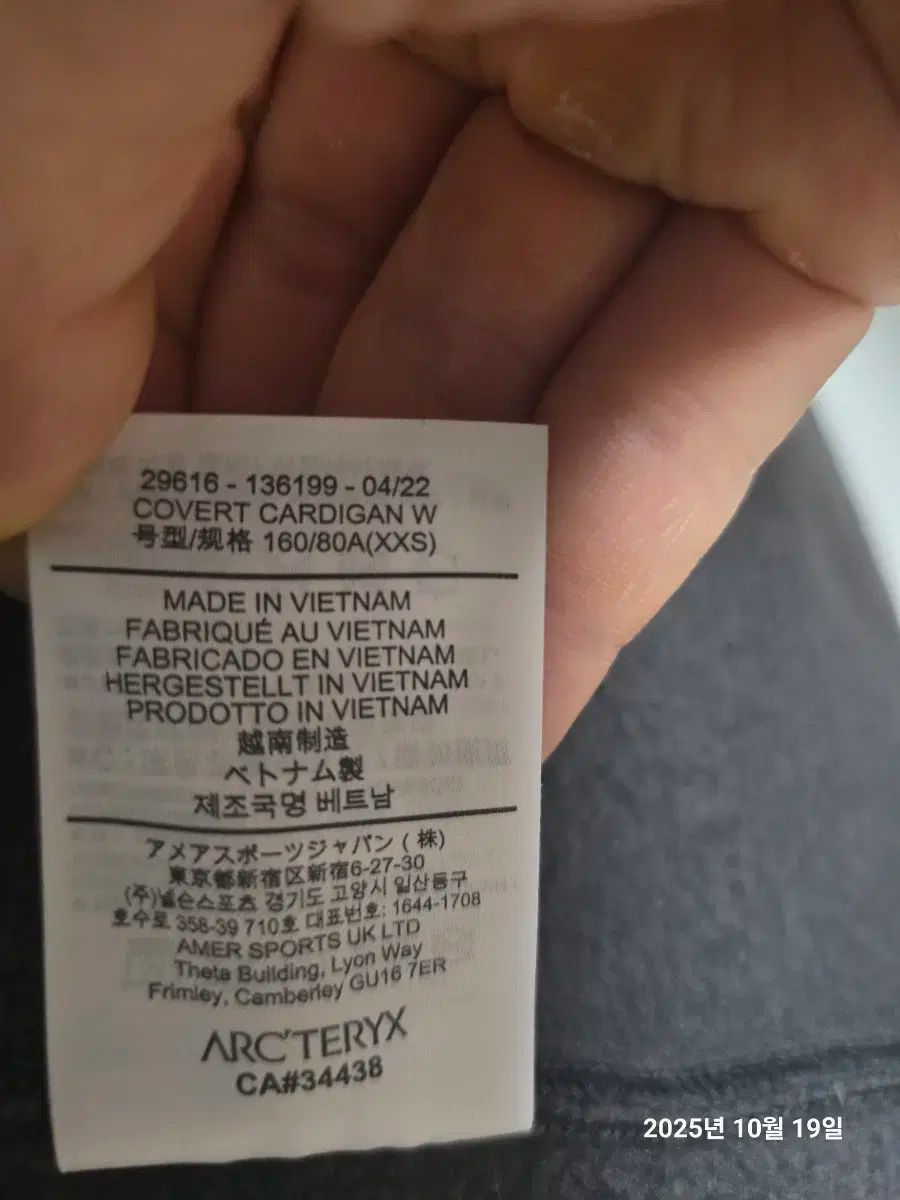 29616 - 136199 - 04/22
COVERT CARDIGAN W
号型/规格 160/80A(XXS)
MADE IN VIETNAM
FABRIQUÉ AU VIETNAM
FABRICADO EN VIETNAM
HERGESTELLT IN VIETNAM
PRODOTTO IN VIETNAM
越南制造
ベトナム製
제조국명 베트남
アメアスポーツジャパン ( 株)
東京都新宿区新宿6-27-30
(주)넬슨스포츠 경기도 고양시 일산동구
호수로 358-39 710호 대표번호: 1644-1708
AMER SPORTS UK LTD
Theta Building, Lyon Way
Frimley, Camberley GU16 7ER
ARC'TERYX
CA#34438
2025년 10월 19일